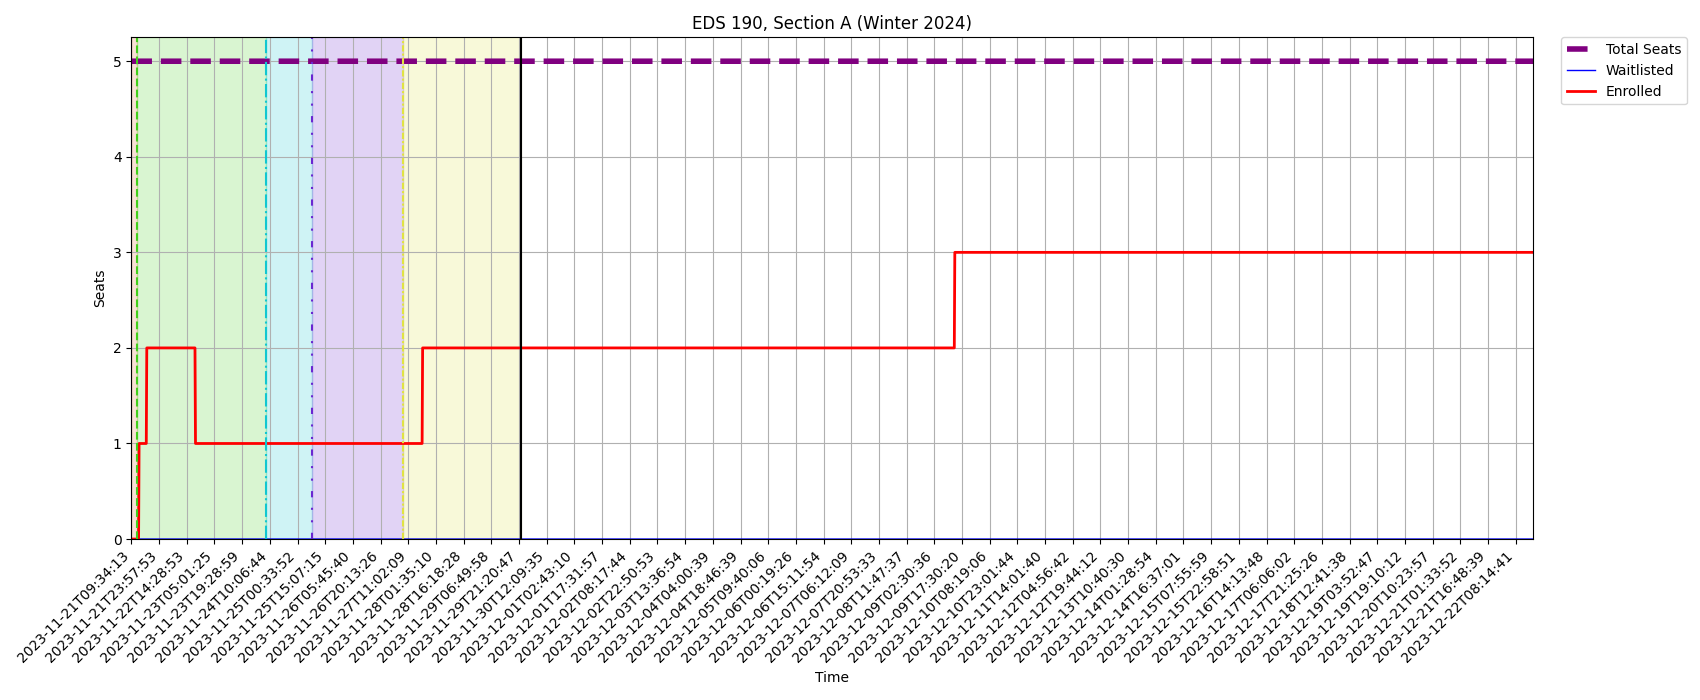 EDS 190, Section A (Winter 2024)
Total Seats
Waitlisted
Enrolled
Seats
5
4
3
2
1
0
2023-11-21T09:34:13
2023-11-21T23:57:53
2023-11-22T14:28:53
2023-11-23T05:01:25
2023-11-23T19:28:59
2023-11-24T10:06:44
2023-11-25T00:33:52
2023-11-25T15:07:15
2023-11-26T05:45:40
2023-11-26T20:13:26
2023-11-27T11:02:09
2023-11-28T01:35:10
2023-11-28T16:18:28
2023-11-29T06:49:58
2023-11-29T21:20:47
2023-11-30T12:09:35
2023-12-01T02:43:10
2023-12-01T17:31:57
2023-12-02T08:17:44
2023-12-02T22:50:53
2023-12-03T13:36:54
2023-12-04T04:00:39
2023-12-04T18:46:39
2023-12-05T09:40:06
2023-12-06T00:19:26
2023-12-06T15:11:54
2023-12-07T06:12:09
2023-12-07T20:53:33
2023-12-08T11:47:37
2023-12-09T02:30:36
2023-12-09T17:30:20
2023-12-10T08:19:06
2023-12-10T23:01:44
2023-12-11T14:01:40
2023-12-12T04:56:42
2023-12-12T19:44:12
2023-12-13T10:40:30
2023-12-14T01:28:54
2023-12-14T16:37:01
2023-12-15T07:55:59
2023-12-15T22:58:51
2023-12-16T14:13:48
2023-12-17T06:06:02
2023-12-17T21:25:26
2023-12-18T12:41:38
2023-12-19T03:52:47
2023-12-19T19:10:12
2023-12-20T10:23:57
2023-12-21T01:33:52
2023-12-21T16:48:39
2023-12-22T08:14:41
Time